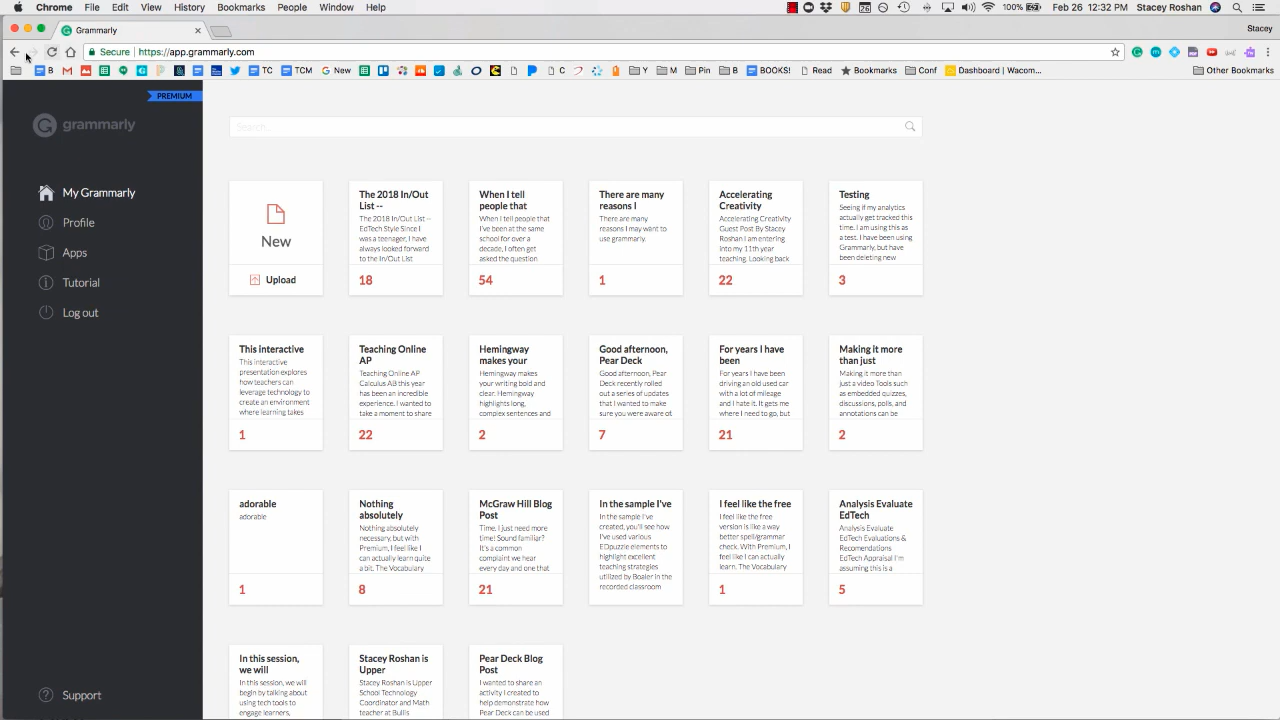 Chrome File Edit View History Bookmarks People Window Help 100% Feb 26 12:32 PM Stacey Roshan
Grammarly Stacey
Secure https://app.grammarly.com
B TC TCM New C Y M Pin B BOOKS! Read Bookmarks Conf Dashboard | Wacom... Other Bookmarks
PREMIUM
grammarly
My Grammarly
Profile
Apps
Tutorial
Log out
Support
Search...
New
Upload
The 2018 In/Out
List --
The 2018 In/Out List –
EdTech Style Since I
was a teenager, I have
always looked forward
to the In/Out List
18
When I tell
people that
When I tell people that
I've been at the same
school for over a
decade, I often get
asked the question
54
There are many
reasons I
There are many
reasons I may want to
use grammarly.
1
Accelerating
Creativity
Accelerating Creativity
Guest Post By Stacey
Roshan I am entering
into my 11th year
teaching. Looking back
22
Testing
Seeing if my analytics
actually get tracked this
time. I am using this as
a test. I have been using
Grammarly, but have
been deleting new
3
This interactive
This interactive
presentation explores
how teachers can
leverage technology to
create an environment
where learning takes
1
Teaching Online
AP
Teaching Online AP
Calculus AB this year
has been an incredible
experience. I wanted to
take a moment to share
22
Hemingway
makes your
Hemingway makes
your writing bold and
clear. Hemingway
highlights long,
complex sentences and
2
Good afternoon,
Pear Deck
Good afternoon, Pear
Deck recently rolled
out a series of updates
that I wanted to make
sure you were aware of
7
For years I have
been
For years I have been
driving an old used car
with a lot of mileage
and I hate it. It gets me
where I need to go, but
21
Making it more
than just
Making it more than
just a video Tools such
as embedded quizzes,
discussions, polls, and
annotations can be
2
adorable
adorable
1
Nothing
absolutely
Nothing absolutely
necessary, but with
Premium, I feel like I
can actually learn quite
a bit. The Vocabulary
8
McGraw Hill Blog
Post
Time. I just need more
time! Sound familiar?
It's a common
complaint we hear
every day and one that
21
In the sample I've
In the sample I've
created, you'll see how
I've used various
EDpuzzle elements to
highlight excellent
teaching strategies
utilized by Boaler in the
recorded classroom
I feel like the free
I feel like the free
version is like a way
better spell/grammar
check. With Premium, I
feel like I can actually
learn. The Vocabulary
1
Analysis Evaluate
EdTech
Analysis Evaluate
EdTech Evaluations &
Recomendations
EdTech Appraisal I'm
assuming this is a
5
In this session,
we will
In this session, we will
begin by talking about
using tech tools to
engage learners,
Stacey Roshan is
Upper
Stacey Roshan is Upper
School Technology
Coordinator and Math
teacher at Bullis
Pear Deck Blog
Post
I wanted to share an
activity I created to
help demonstrate how
Pear Deck can be used